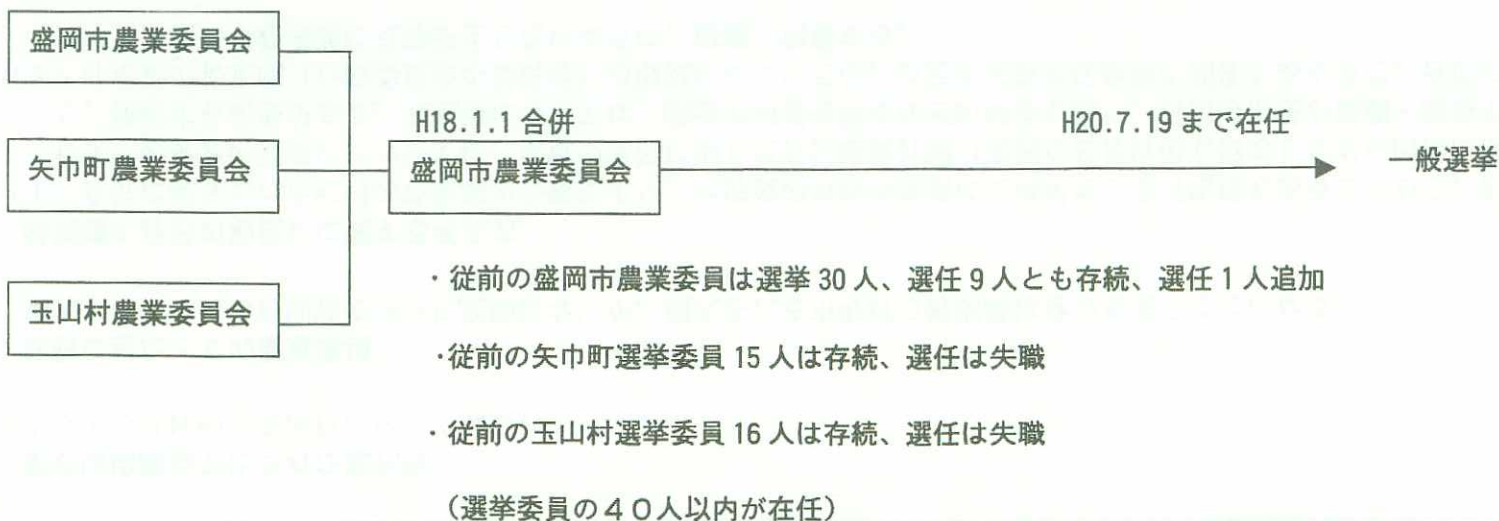 盛岡市農業委員会
H18.1.1 合併
H20.7.19 まで在任
矢巾町農業委員会
盛岡市農業委員会
一般選挙
玉山村農業委員会
・従前の盛岡市農業委員は選挙 30 人、選任 9 人とも存続、選任 1 人追加
・従前の矢巾町選挙委員 15 人は存続、選任は失職
・従前の玉山村選挙委員 16 人は存続、選任は失職
（選挙委員の４０人以内が在任）